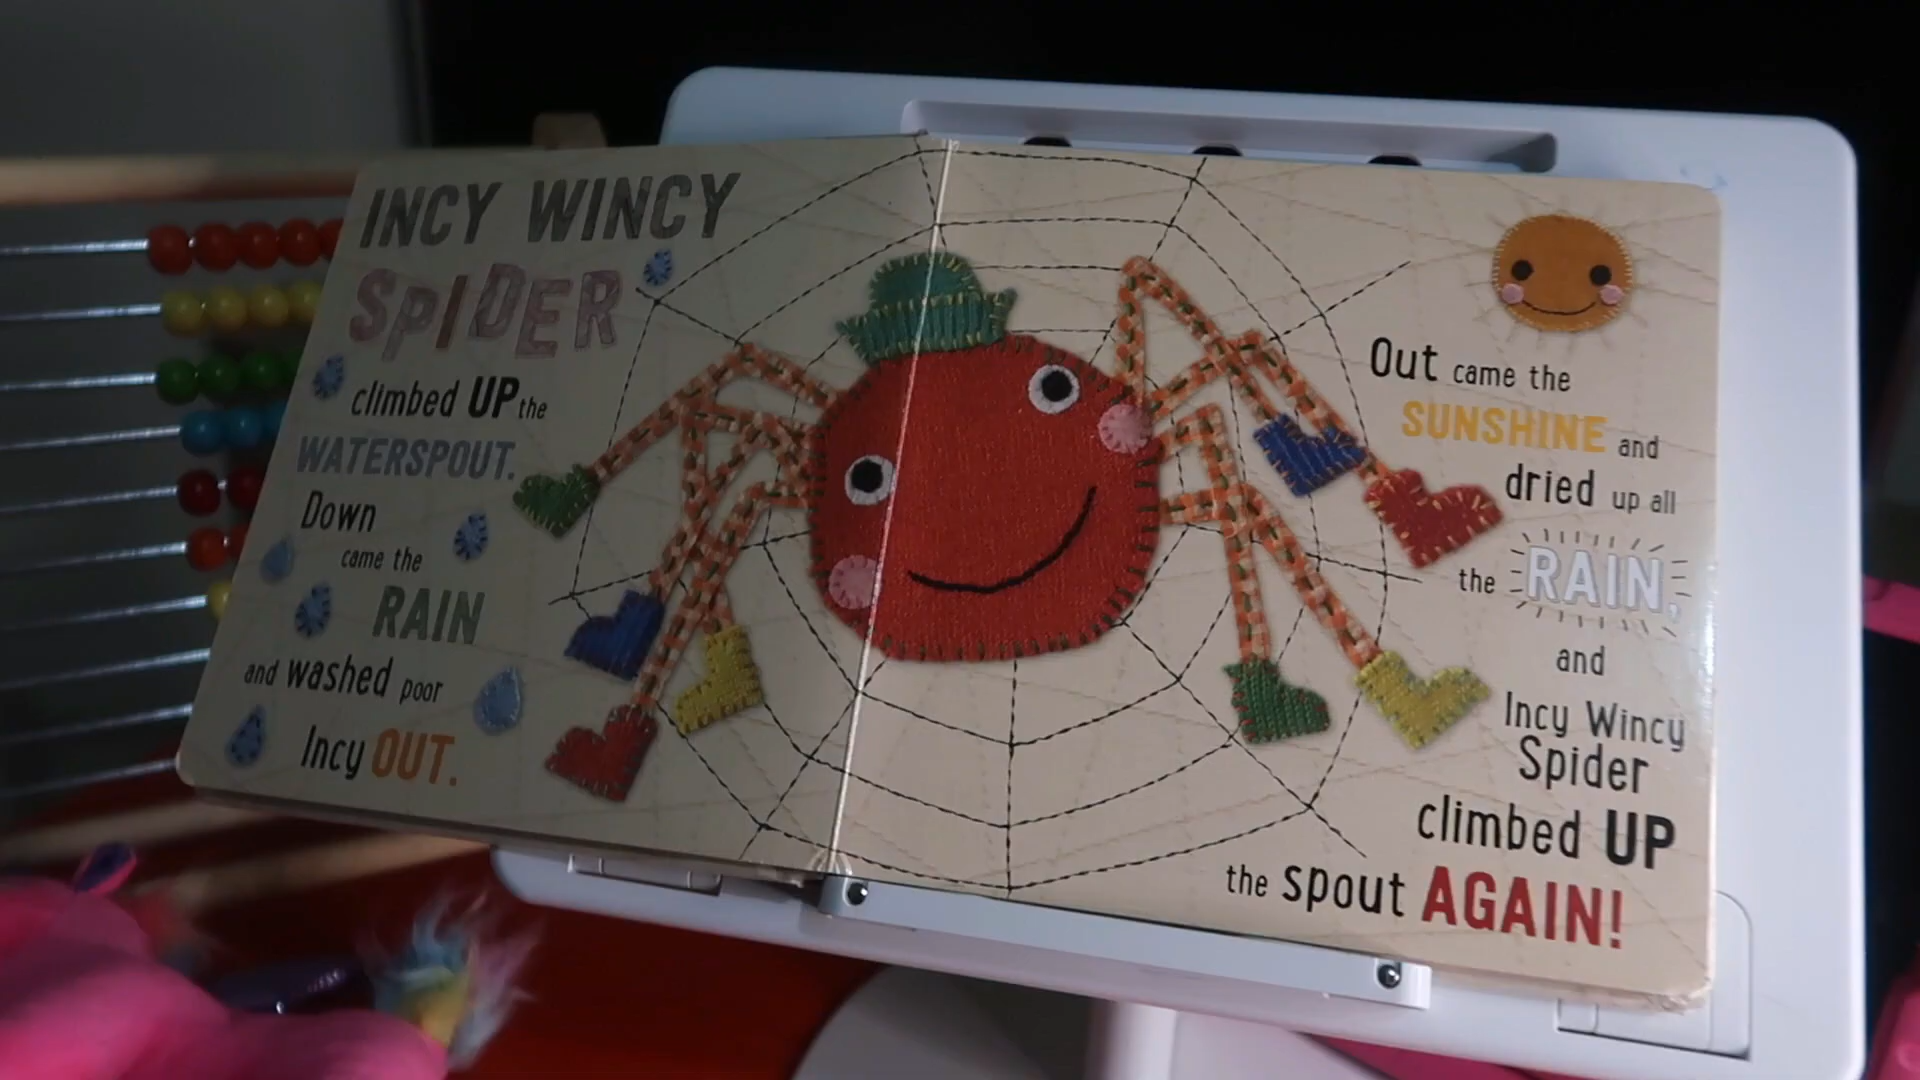 INCY WINCY
SPIDER
climbed UP the
WATERSPOUT.
Down
came the
RAIN
and washed poor
Incy OUT.
Out came the
SUNSHINE and
dried up all
the RAIN,
and
Incy Wincy
Spider
climbed UP
the spout AGAIN!